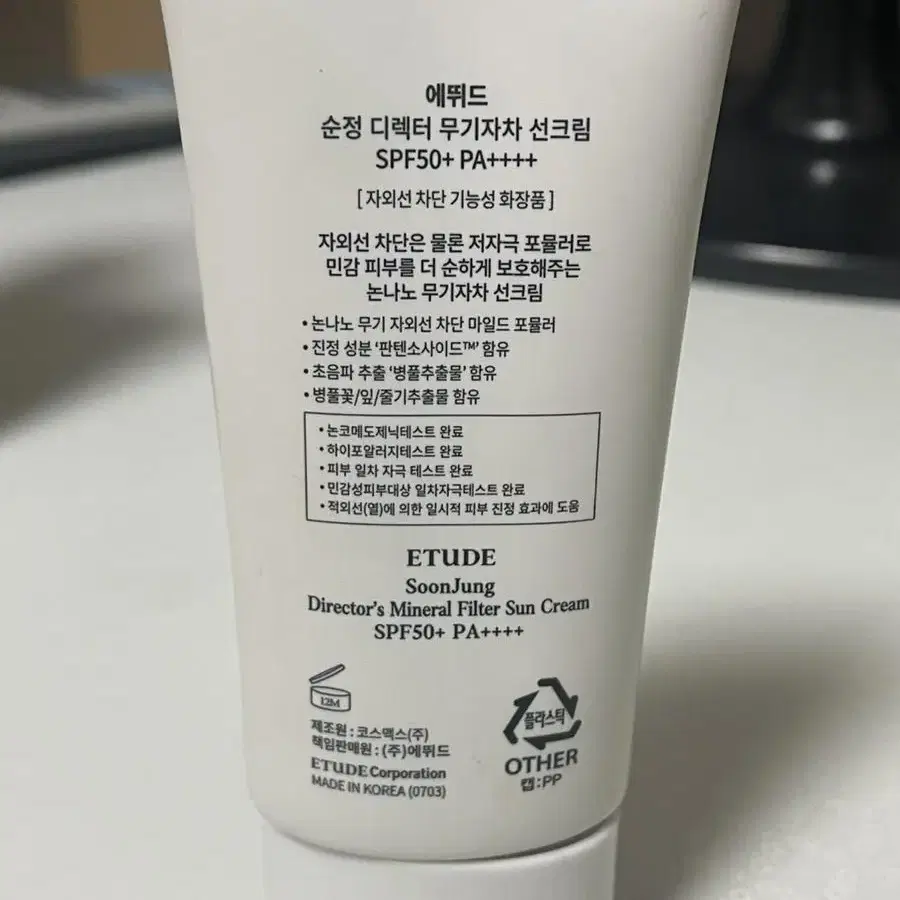 에뛰드
순정 디렉터 무기자차 선크림
SPF50+ PA++++
[ 자외선 차단 기능성 화장품 ]
자외선 차단은 물론 저자극 포뮬러로
민감 피부를 더 순하게 보호해주는
논나노 무기자차 선크림
• 논나노 무기 자외선 차단 마일드 포뮬러
• 진정 성분 '판텐소사이드™' 함유
• 초음파 추출 '병풀추출물' 함유
• 병풀꽃/잎/줄기추출물 함유
• 논코메도제닉테스트 완료
• 하이포알러지테스트 완료
• 피부 일차 자극 테스트 완료
• 민감성피부대상 일차자극테스트 완료
• 적외선(열)에 의한 일시적 피부 진정 효과에 도움
ETUDE
SoonJung
Director's Mineral Filter Sun Cream
SPF50+ PA++++
12M
제조원 : 코스맥스(주)
책임판매원 : (주)에뛰드
ETUDE Corporation
MADE IN KOREA (0703)
플라스틱
OTHER
캡:PP